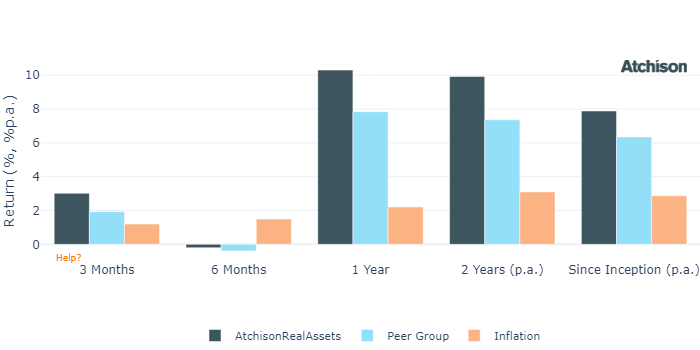 Atchison
10
8
6
4
2
0
Return (%, %p.a.)
Help?
3 Months
6 Months
1 Year
2 Years (p.a.)
Since Inception (p.a.)
AtchisonRealAssets
Peer Group
Inflation